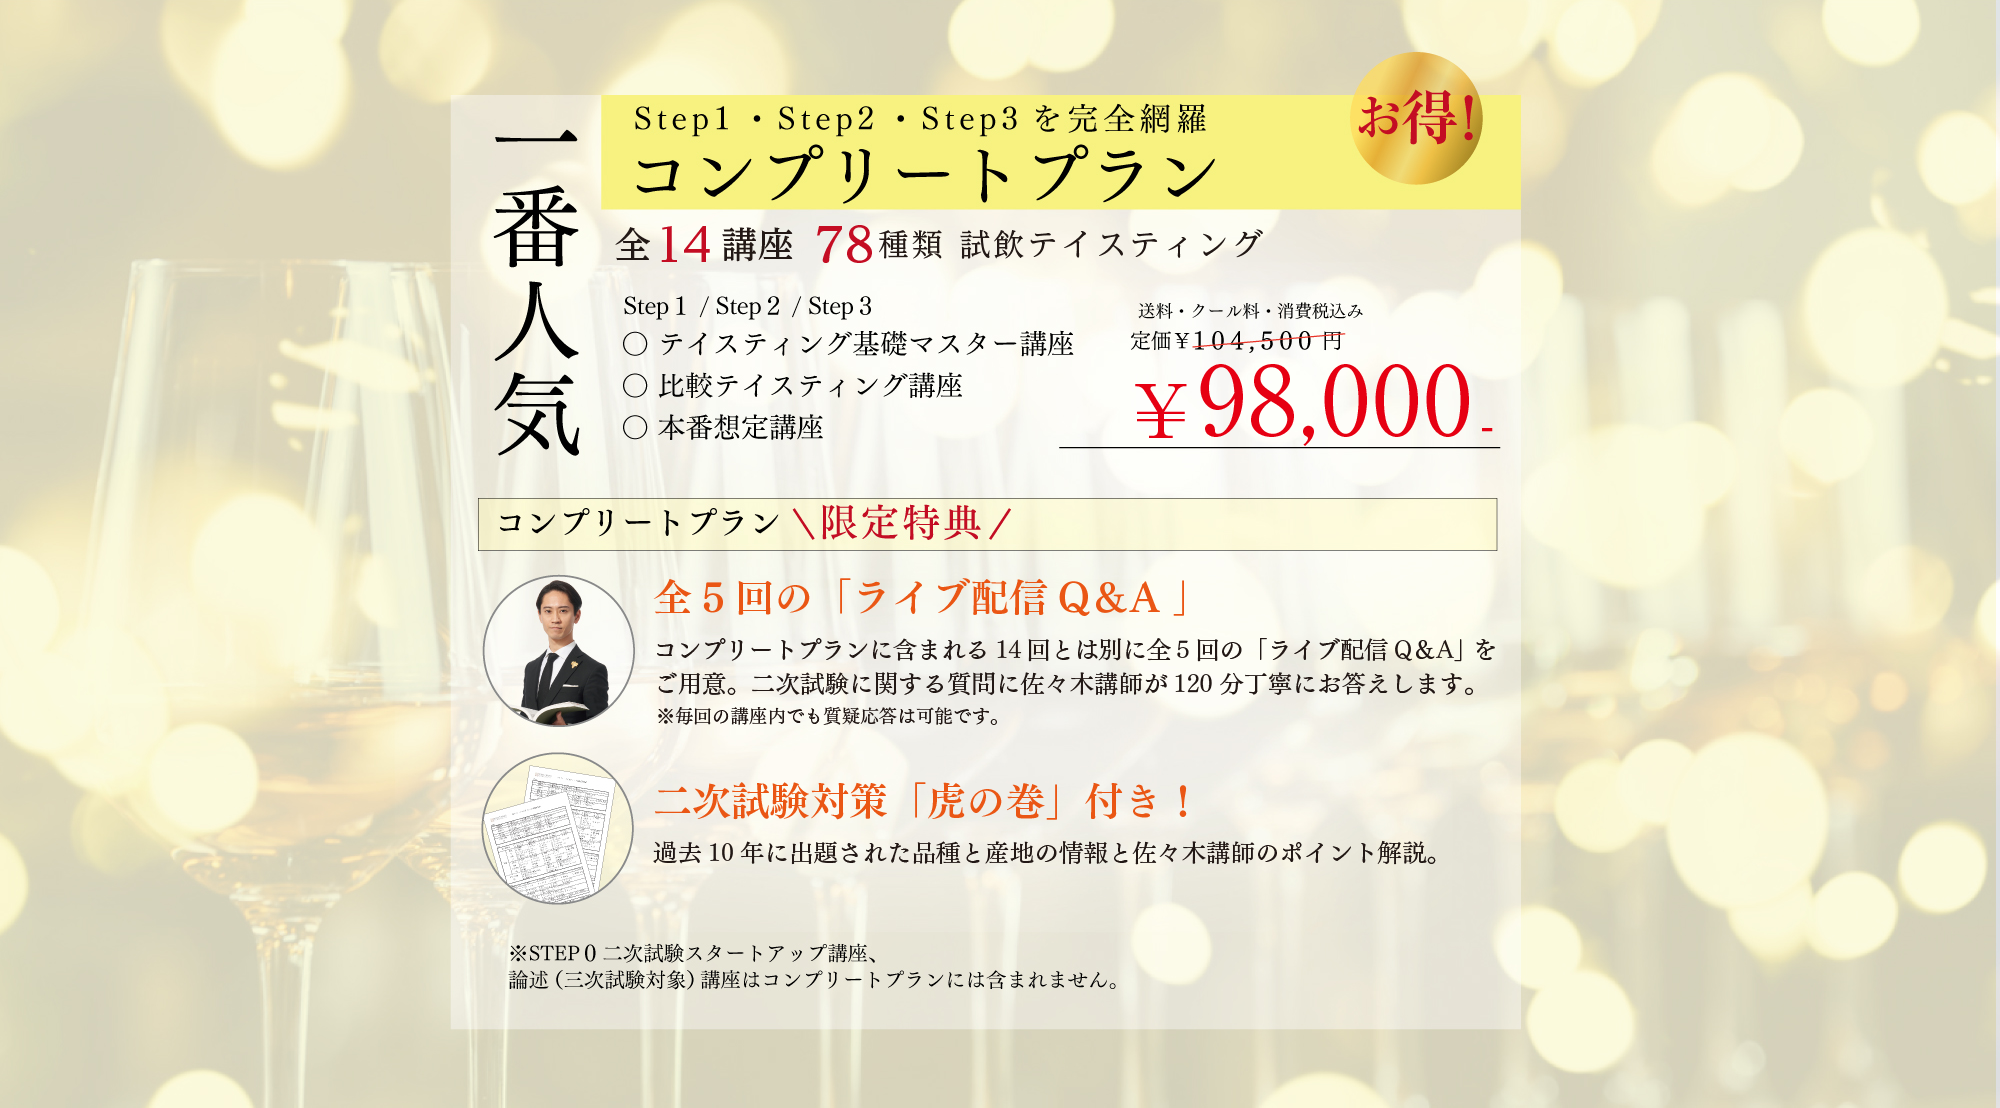 一番人気
Step1・Step2・Step3を完全網羅
コンプリートプラン
お得!
全14講座 78種類 試飲テイスティング
Step1 / Step2 / Step3
○ テイスティング基礎マスター講座
○ 比較テイスティング講座
○ 本番想定講座
送料・クール料・消費税込み
定価¥104,500円
¥98,000-
コンプリートプラン\限定特典/
全5回の「ライブ配信Q&A」
コンプリートプランに含まれる14回とは別に全5回の「ライブ配信Q&A」を
ご用意。二次試験に関する質問に佐々木講師が120分丁寧にお答えします。
※毎回の講座内でも質疑応答は可能です。
二次試験対策「虎の巻」付き!
過去10年に出題された品種と産地の情報と佐々木講師のポイント解説。
※STEP0二次試験スタートアップ講座、
論述(三次試験対象)講座はコンプリートプランには含まれません。